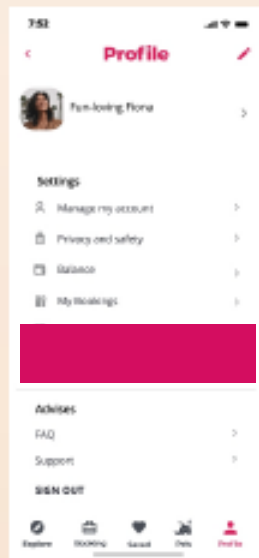 7:52
Profile
Fun-loving Fiona
Settings
Manage my account
Privacy and safety
Balance
My Bookings
Advises
FAQ
Support
SIGN OUT
Explore Booking Saved Pets Profile